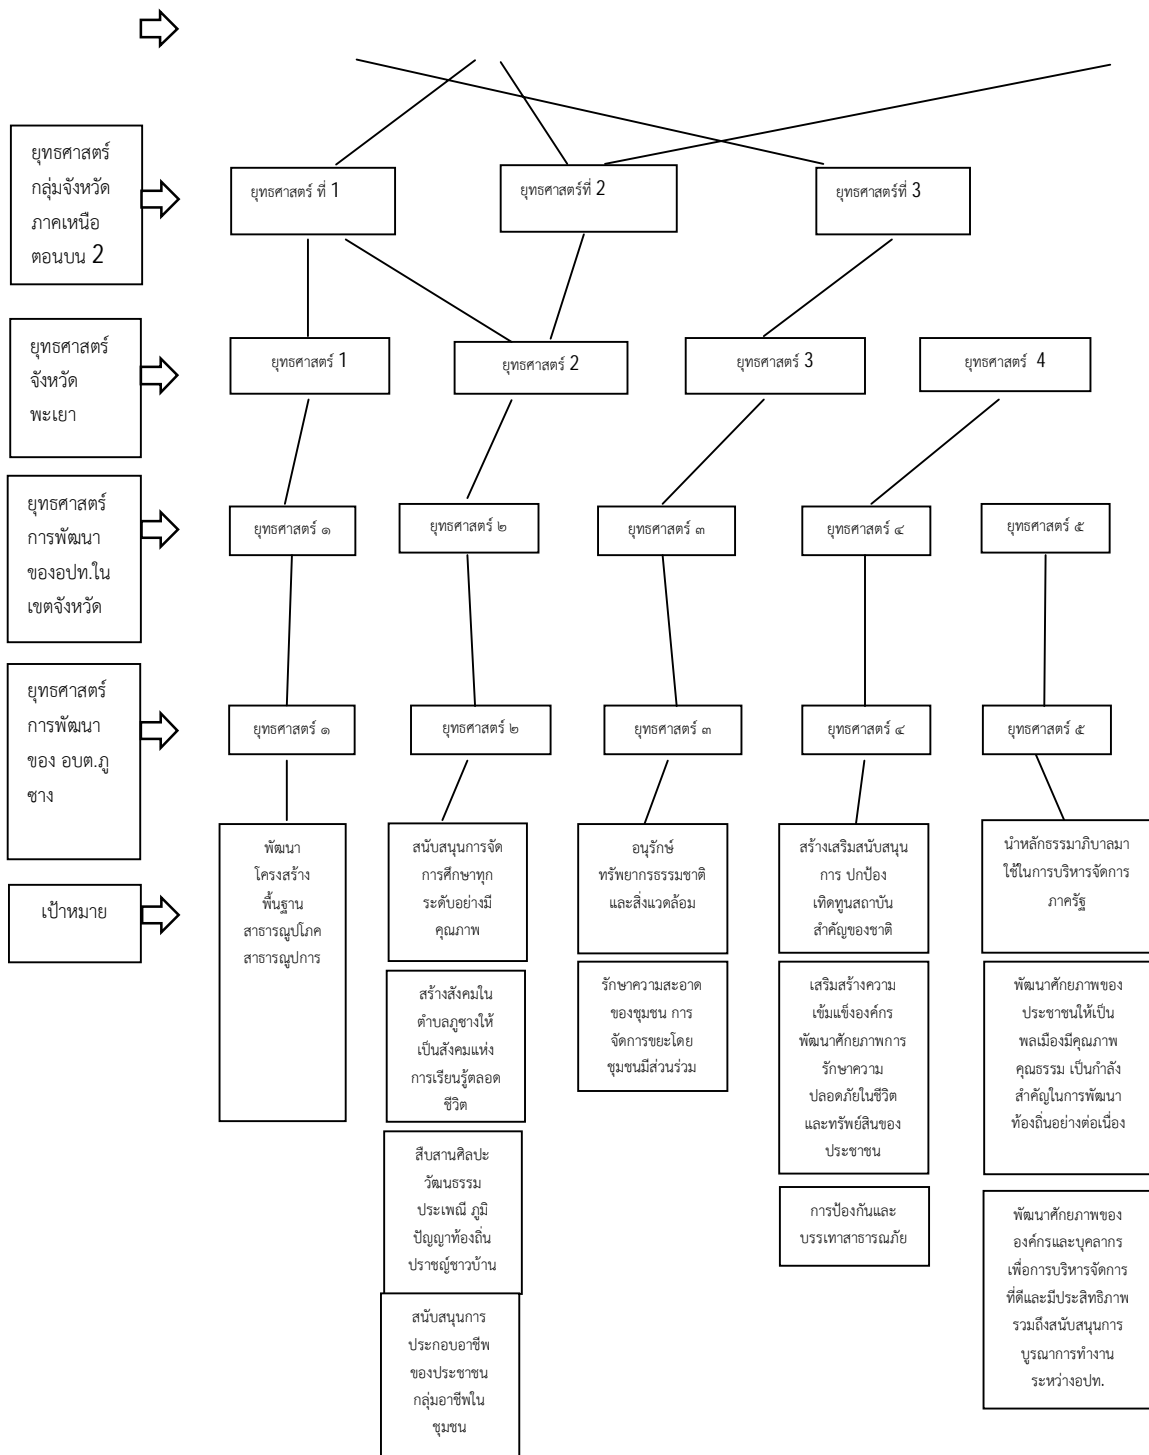 ยุทธศาสตร์
กลุ่มจังหวัด
ภาคเหนือ
ตอนบน 2
ยุทธศาสตร์ ที่ 1
ยุทธศาสตร์ที่ 2
ยุทธศาสตร์ที่ 3
ยุทธศาสตร์
จังหวัด
พะเยา
ยุทธศาสตร์ 1
ยุทธศาสตร์ 2
ยุทธศาสตร์ 3
ยุทธศาสตร์ 4
ยุทธศาสตร์
การพัฒนา
ของอปท.ใน
เขตจังหวัด
ยุทธศาสตร์ ๑
ยุทธศาสตร์ ๒
ยุทธศาสตร์ ๓
ยุทธศาสตร์ ๔
ยุทธศาสตร์ ๕
ยุทธศาสตร์
การพัฒนา
ของ อบต.ภู
ซาง
ยุทธศาสตร์ ๑
ยุทธศาสตร์ ๒
ยุทธศาสตร์ ๓
ยุทธศาสตร์ ๔
ยุทธศาสตร์ ๕
เป้าหมาย
พัฒนา
โครงสร้าง
พื้นฐาน
สาธารณูปโภค
สาธารณูปการ
สนับสนุนการจัด
การศึกษาทุก
ระดับอย่างมี
คุณภาพ
สร้างสังคมใน
ตำบลภูซางให้
เป็นสังคมแห่ง
การเรียนรู้ตลอด
ชีวิต
สืบสานศิลปะ
วัฒนธรรม
ประเพณี ภูมิ
ปัญญาท้องถิ่น
ปราชญ์ชาวบ้าน
สนับสนุนการ
ประกอบอาชีพ
ของประชาชน
กลุ่มอาชีพใน
ชุมชน
อนุรักษ์
ทรัพยากรธรรมชาติ
และสิ่งแวดล้อม
รักษาความสะอาด
ของชุมชน การ
จัดการขยะโดย
ชุมชนมีส่วนร่วม
สร้างเสริมสนับสนุน
การ ปกป้อง
เทิดทูนสถาบัน
สำคัญของชาติ
เสริมสร้างความ
เข้มแข็งองค์กร
พัฒนาศักยภาพการ
รักษาความ
ปลอดภัยในชีวิต
และทรัพย์สินของ
ประชาชน
การป้องกันและ
บรรเทาสาธารณภัย
นำหลักธรรมาภิบาลมา
ใช้ในการบริหารจัดการ
ภาครัฐ
พัฒนาศักยภาพของ
ประชาชนให้เป็น
พลเมืองมีคุณภาพ
คุณธรรม เป็นกำลัง
สำคัญในการพัฒนา
ท้องถิ่นอย่างต่อเนื่อง
พัฒนาศักยภาพของ
องค์กรและบุคลากร
เพื่อการบริหารจัดการ
ที่ดีและมีประสิทธิภาพ
รวมถึงสนับสนุนการ
บูรณาการทำงาน
ระหว่างอปท.